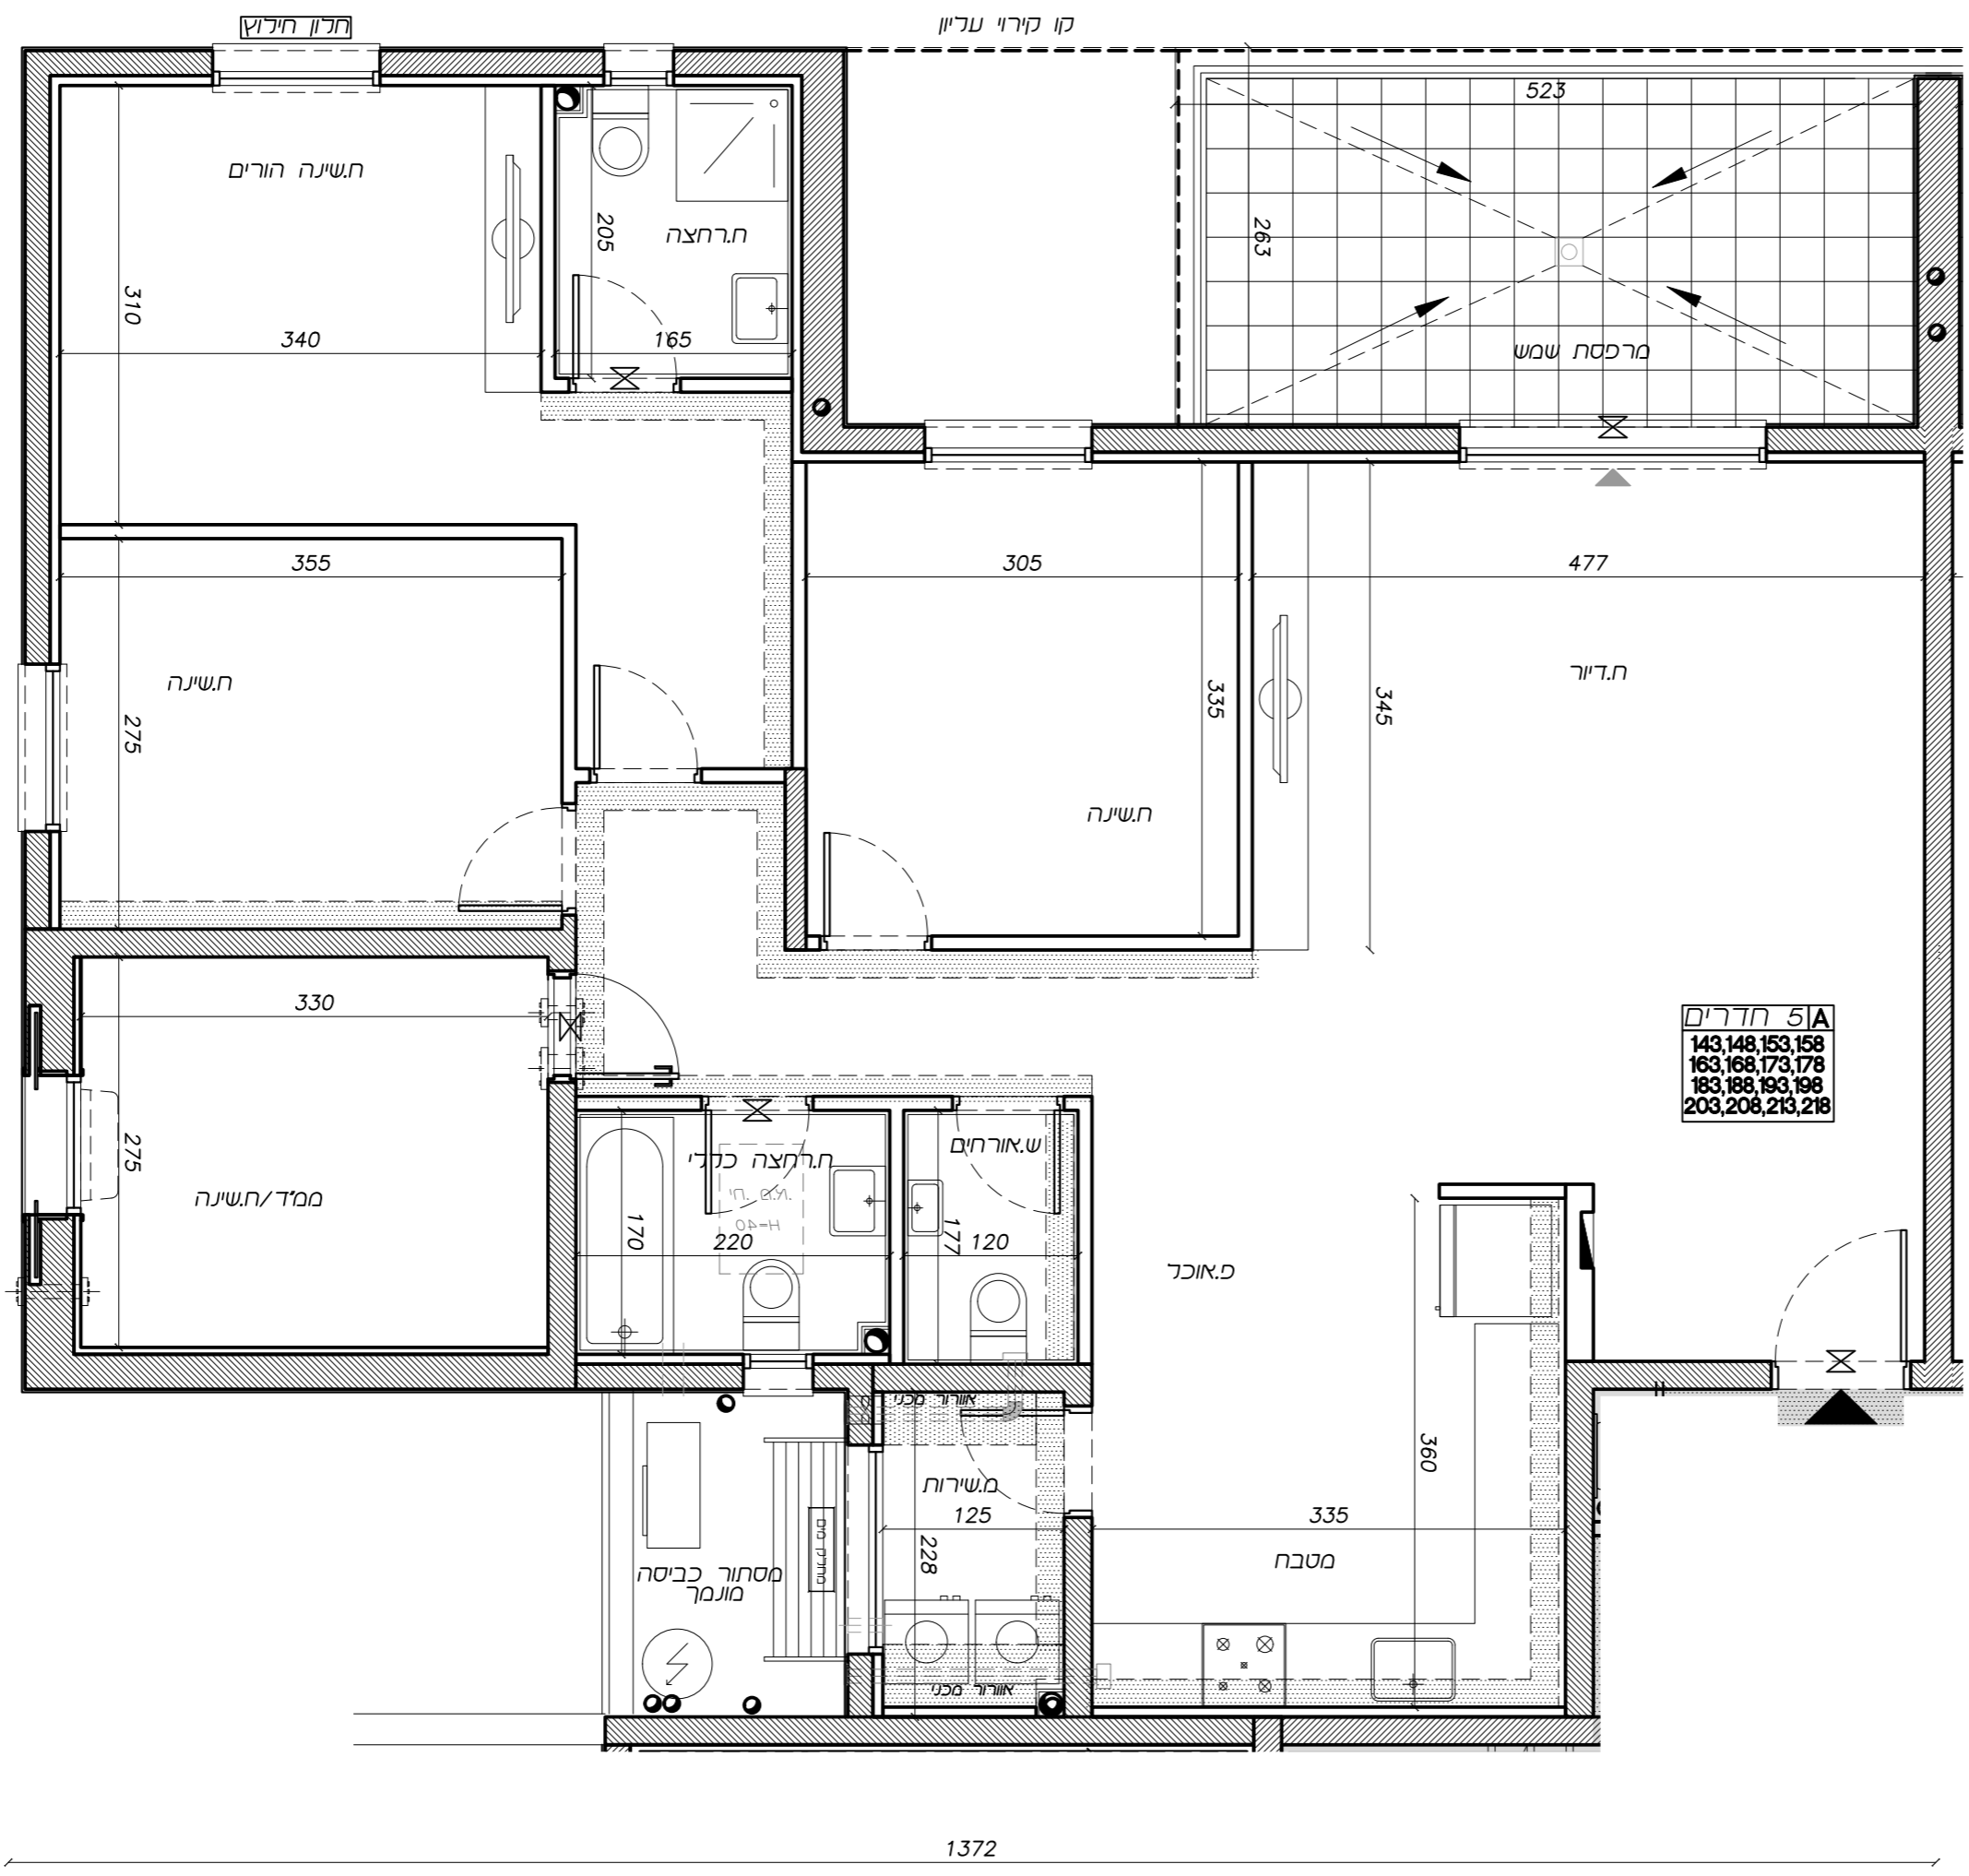 חלון חילוץ
קו קירוי עליון
523
ח.שינה הורים
205
ח.רחצה
263
310
340
165
מרפסת שמש
355
305
477
ח.שינה
275
335
345
ח.דיור
ח.שינה
330
5 חדרים A
143,148,153,158
163,168,173,178
183,188,193,198
203,208,213,218
275
ממ"ד/ח.שינה
ח.רחצה כללי
ש.אורחים
H=40
170
220
177
120
פ.אוכל
אוורור מכני
360
מ.שירות
125
335
228
מטבח
מסתור כביסה
מונמך
אוורור מכני
1372